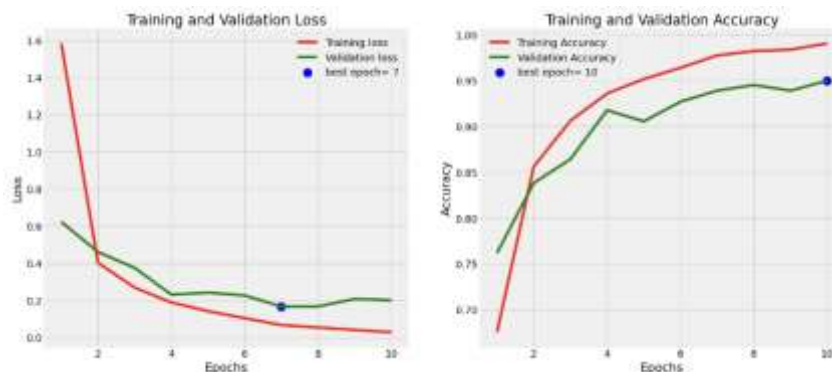 Training and Validation Loss
Training loss
Validation loss
best epoch= 7
1.6
1.4
1.2
1.0
0.8
0.6
0.4
0.2
0.0
Loss
2 4 6 8 10
Epochs
Training and Validation Accuracy
Training Accuracy
Validation Accuracy
best epoch= 10
1.00
0.95
0.90
0.85
0.80
0.75
0.70
Accuracy
2 4 6 8 10
Epochs